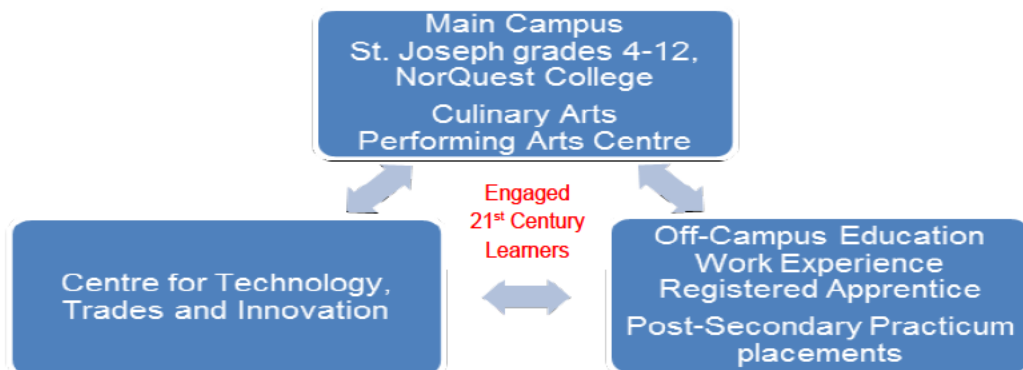 Main Campus
St. Joseph grades 4-12,
NorQuest College
Culinary Arts
Performing Arts Centre
Engaged
21st Century
Learners
Centre for Technology,
Trades and Innovation
Off-Campus Education
Work Experience
Registered Apprentice
Post-Secondary Practicum
placements